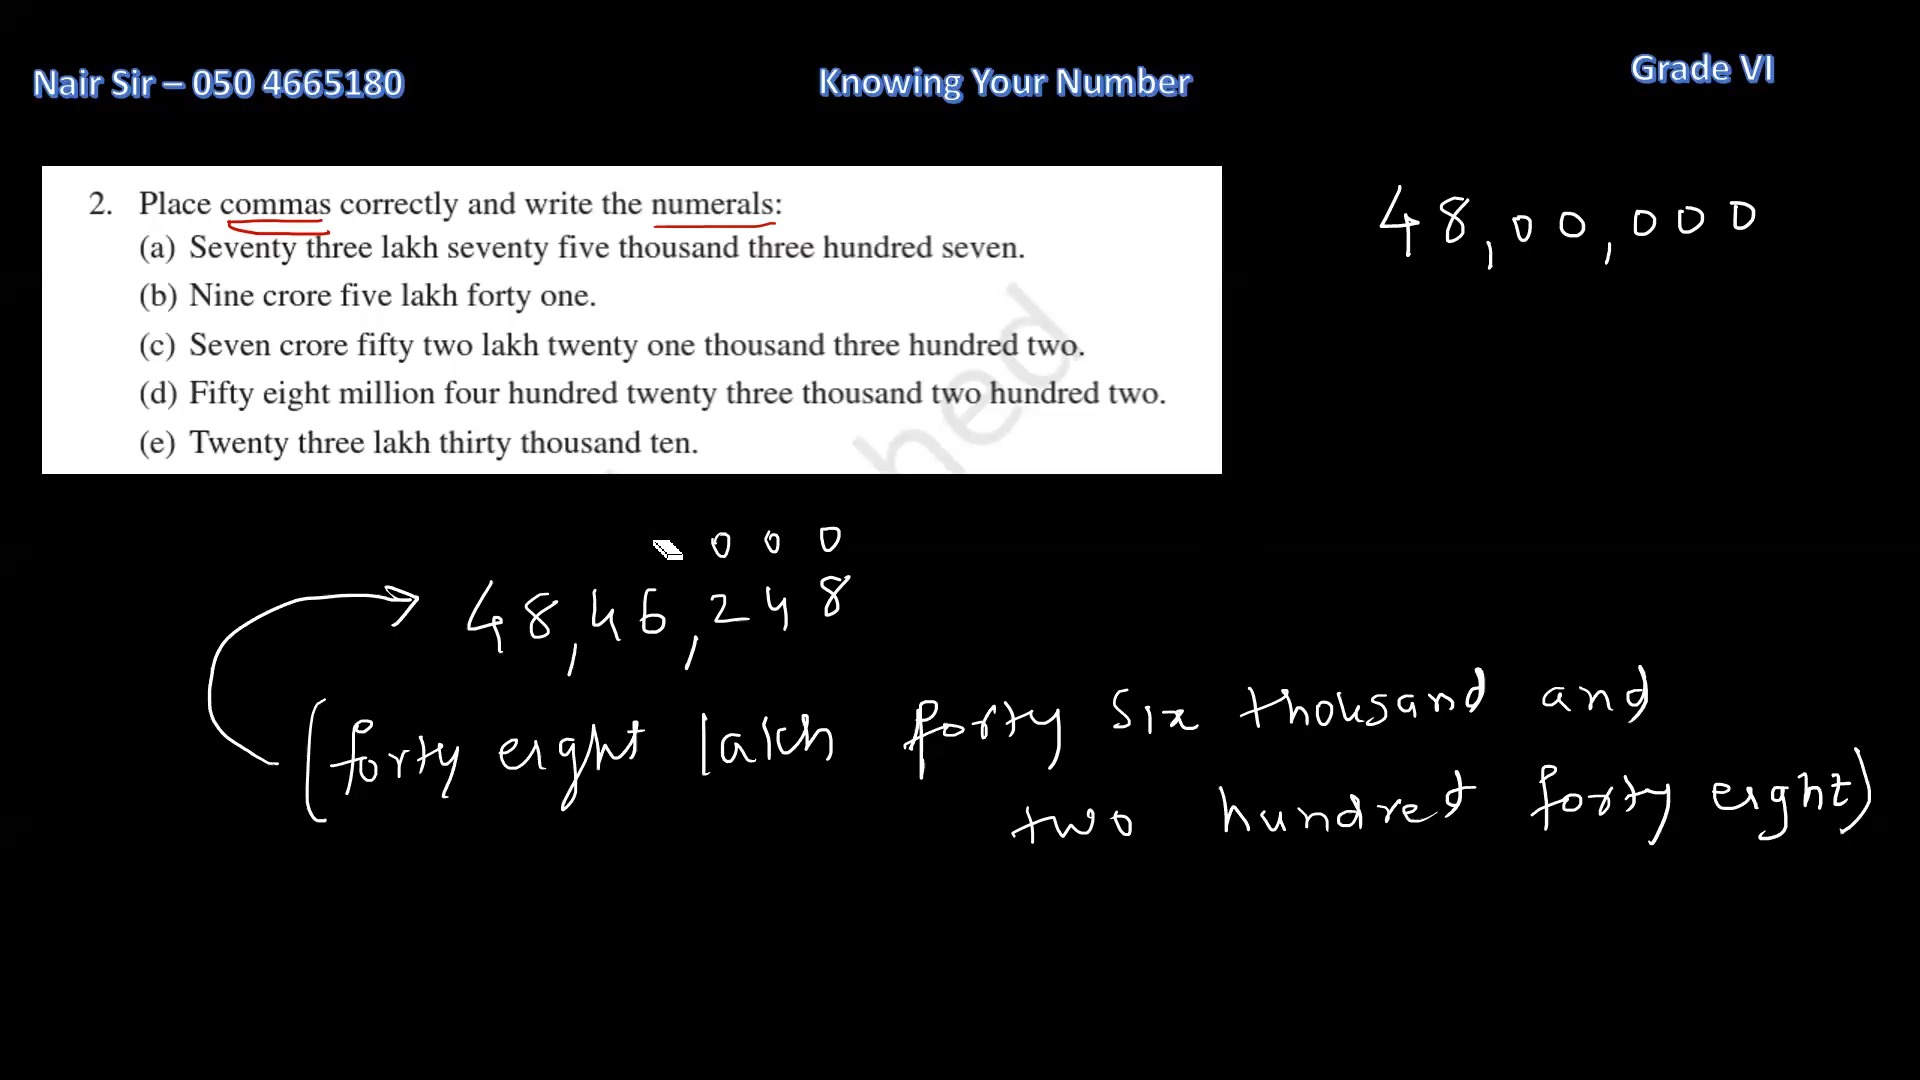 Nair Sir – 050 4665180
Knowing Your Number
Grade VI
2. Place commas correctly and write the numerals:
(a) Seventy three lakh seventy five thousand three hundred seven.
(b) Nine crore five lakh forty one.
(c) Seven crore fifty two lakh twenty one thousand three hundred two.
(d) Fifty eight million four hundred twenty three thousand two hundred two.
(e) Twenty three lakh thirty thousand ten.
48,00,000
000
48,46,248
(forty eight lakh forty six thousand and
two hundred forty eight)